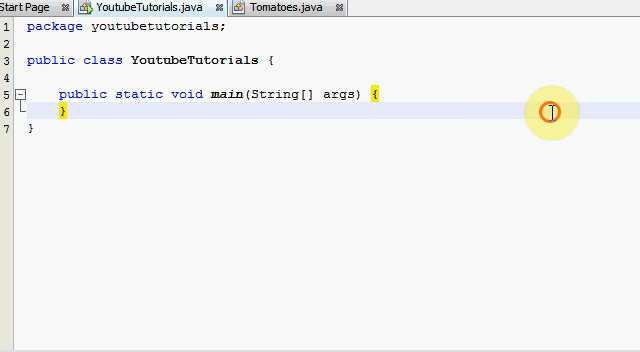 Start Page YoutubeTutorials.java Tomatoes.java
1 package youtubetutorials;
2
3 public class YoutubeTutorials {
4
5 public static void main(String[] args) {
6 }
7 }